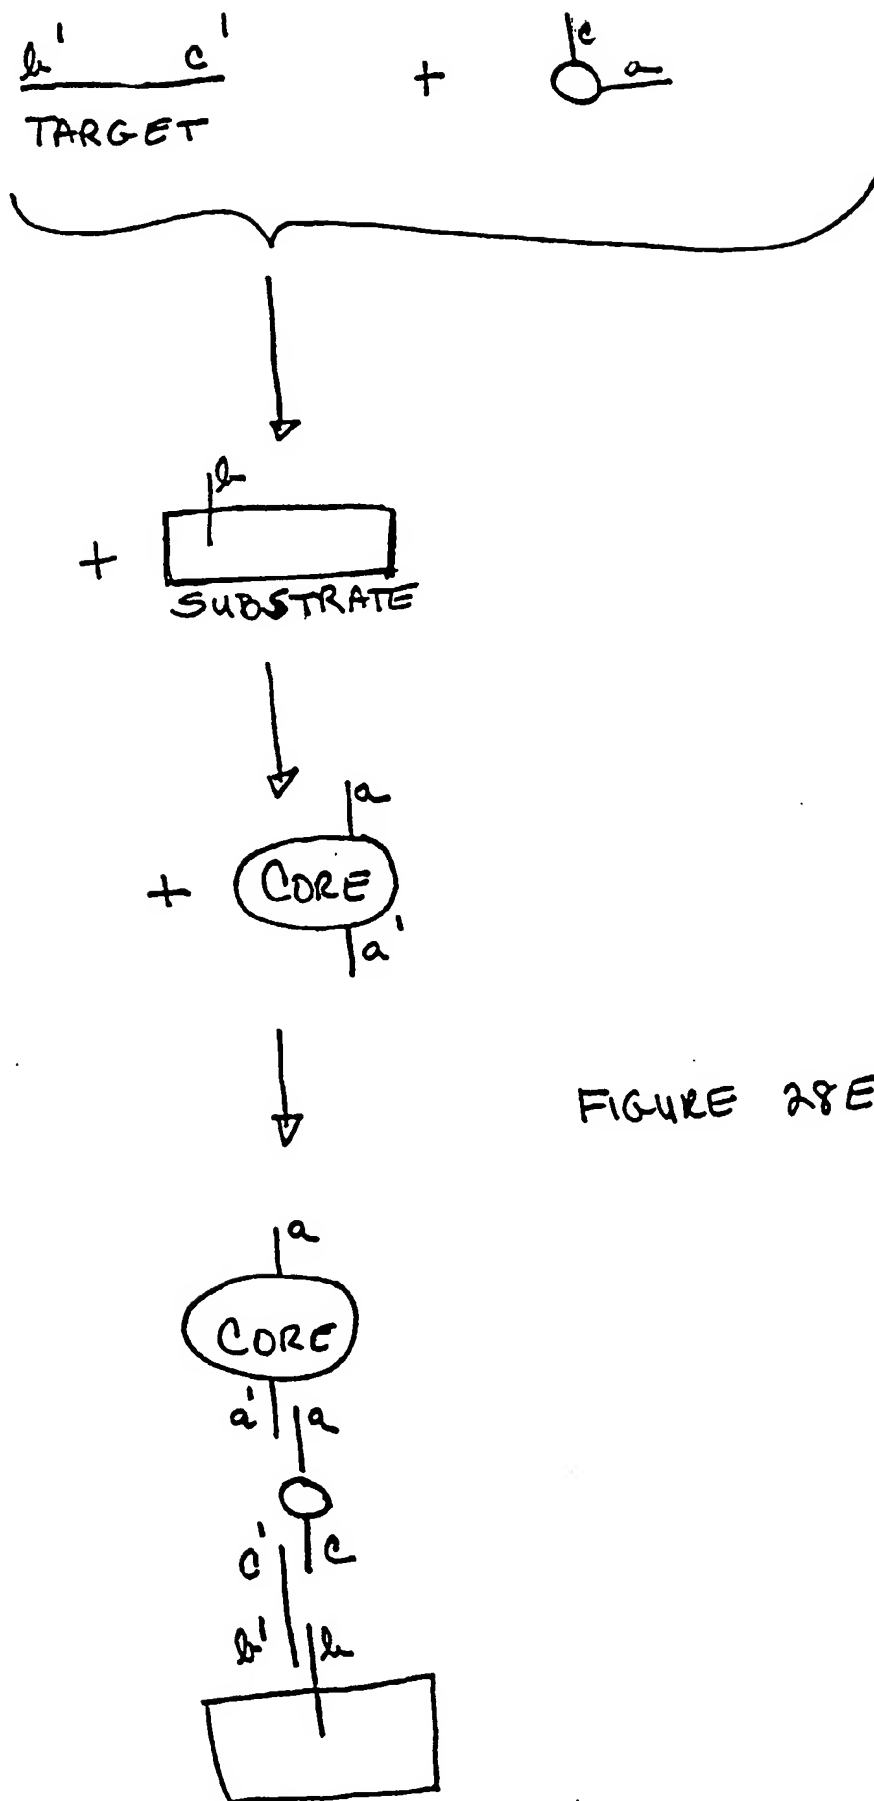 b' c' + c a
TARGET
b
+
SUBSTRATE
a
+ CORE
a'
FIGURE 28E
a
CORE
a' a
c' c
b' b